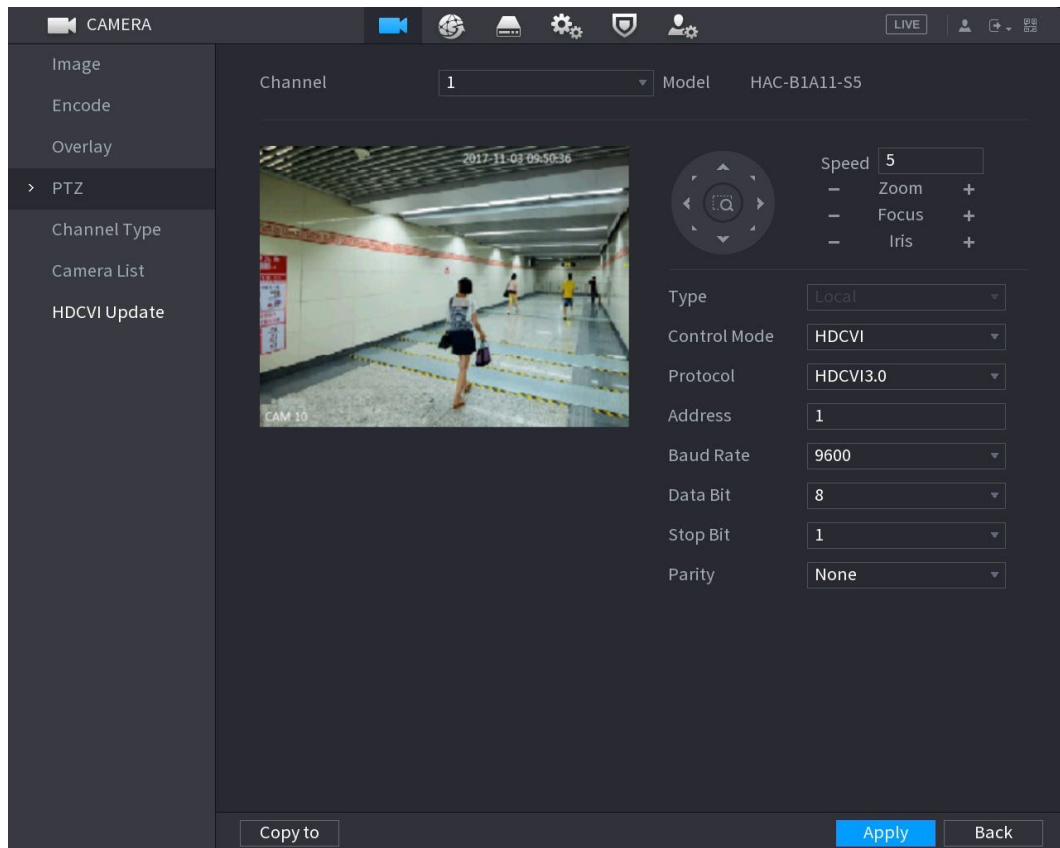 CAMERA
LIVE
Image
Encode
Overlay
PTZ
Channel Type
Camera List
HDCVI Update
Channel 1 Model HAC-B1A11-S5
2017-11-03 09:50:36
CAM 10
Speed 5
Zoom
Focus
Iris
Type Local
Control Mode HDCVI
Protocol HDCVI3.0
Address 1
Baud Rate 9600
Data Bit 8
Stop Bit 1
Parity None
Copy to Apply Back